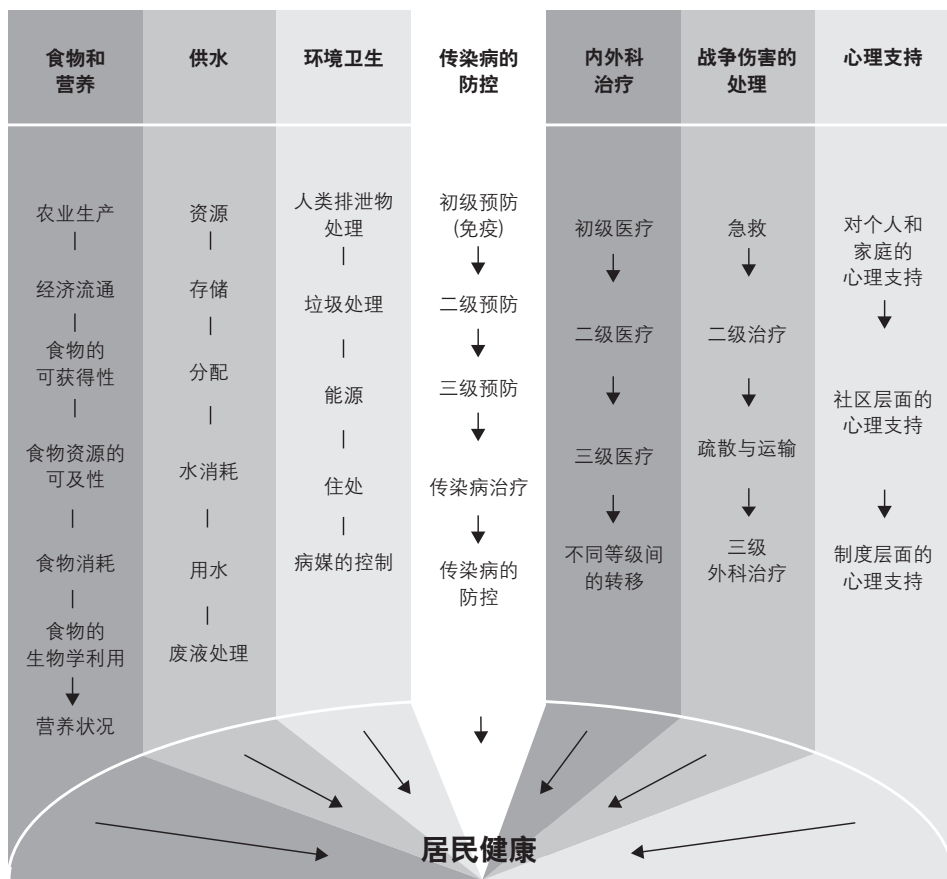 食物和
营养
供水
环境卫生
传染病的
防控
内外科
治疗
战争伤害的
处理
心理支持
农业生产
经济流通
食物的
可获得性
食物资源的
可及性
食物消耗
食物的
生物学利用
营养状况
资源
存储
分配
水消耗
用水
废液处理
人类排泄物
处理
垃圾处理
能源
住处
病媒的控制
初级预防
(免疫)
二级预防
三级预防
传染病治疗
传染病的
防控
初级医疗
二级医疗
三级医疗
不同等级间
的转移
急救
二级治疗
疏散与运输
三级
外科治疗
对个人和
家庭的
心理支持
社区层面的
心理支持
制度层面的
心理支持
居民健康